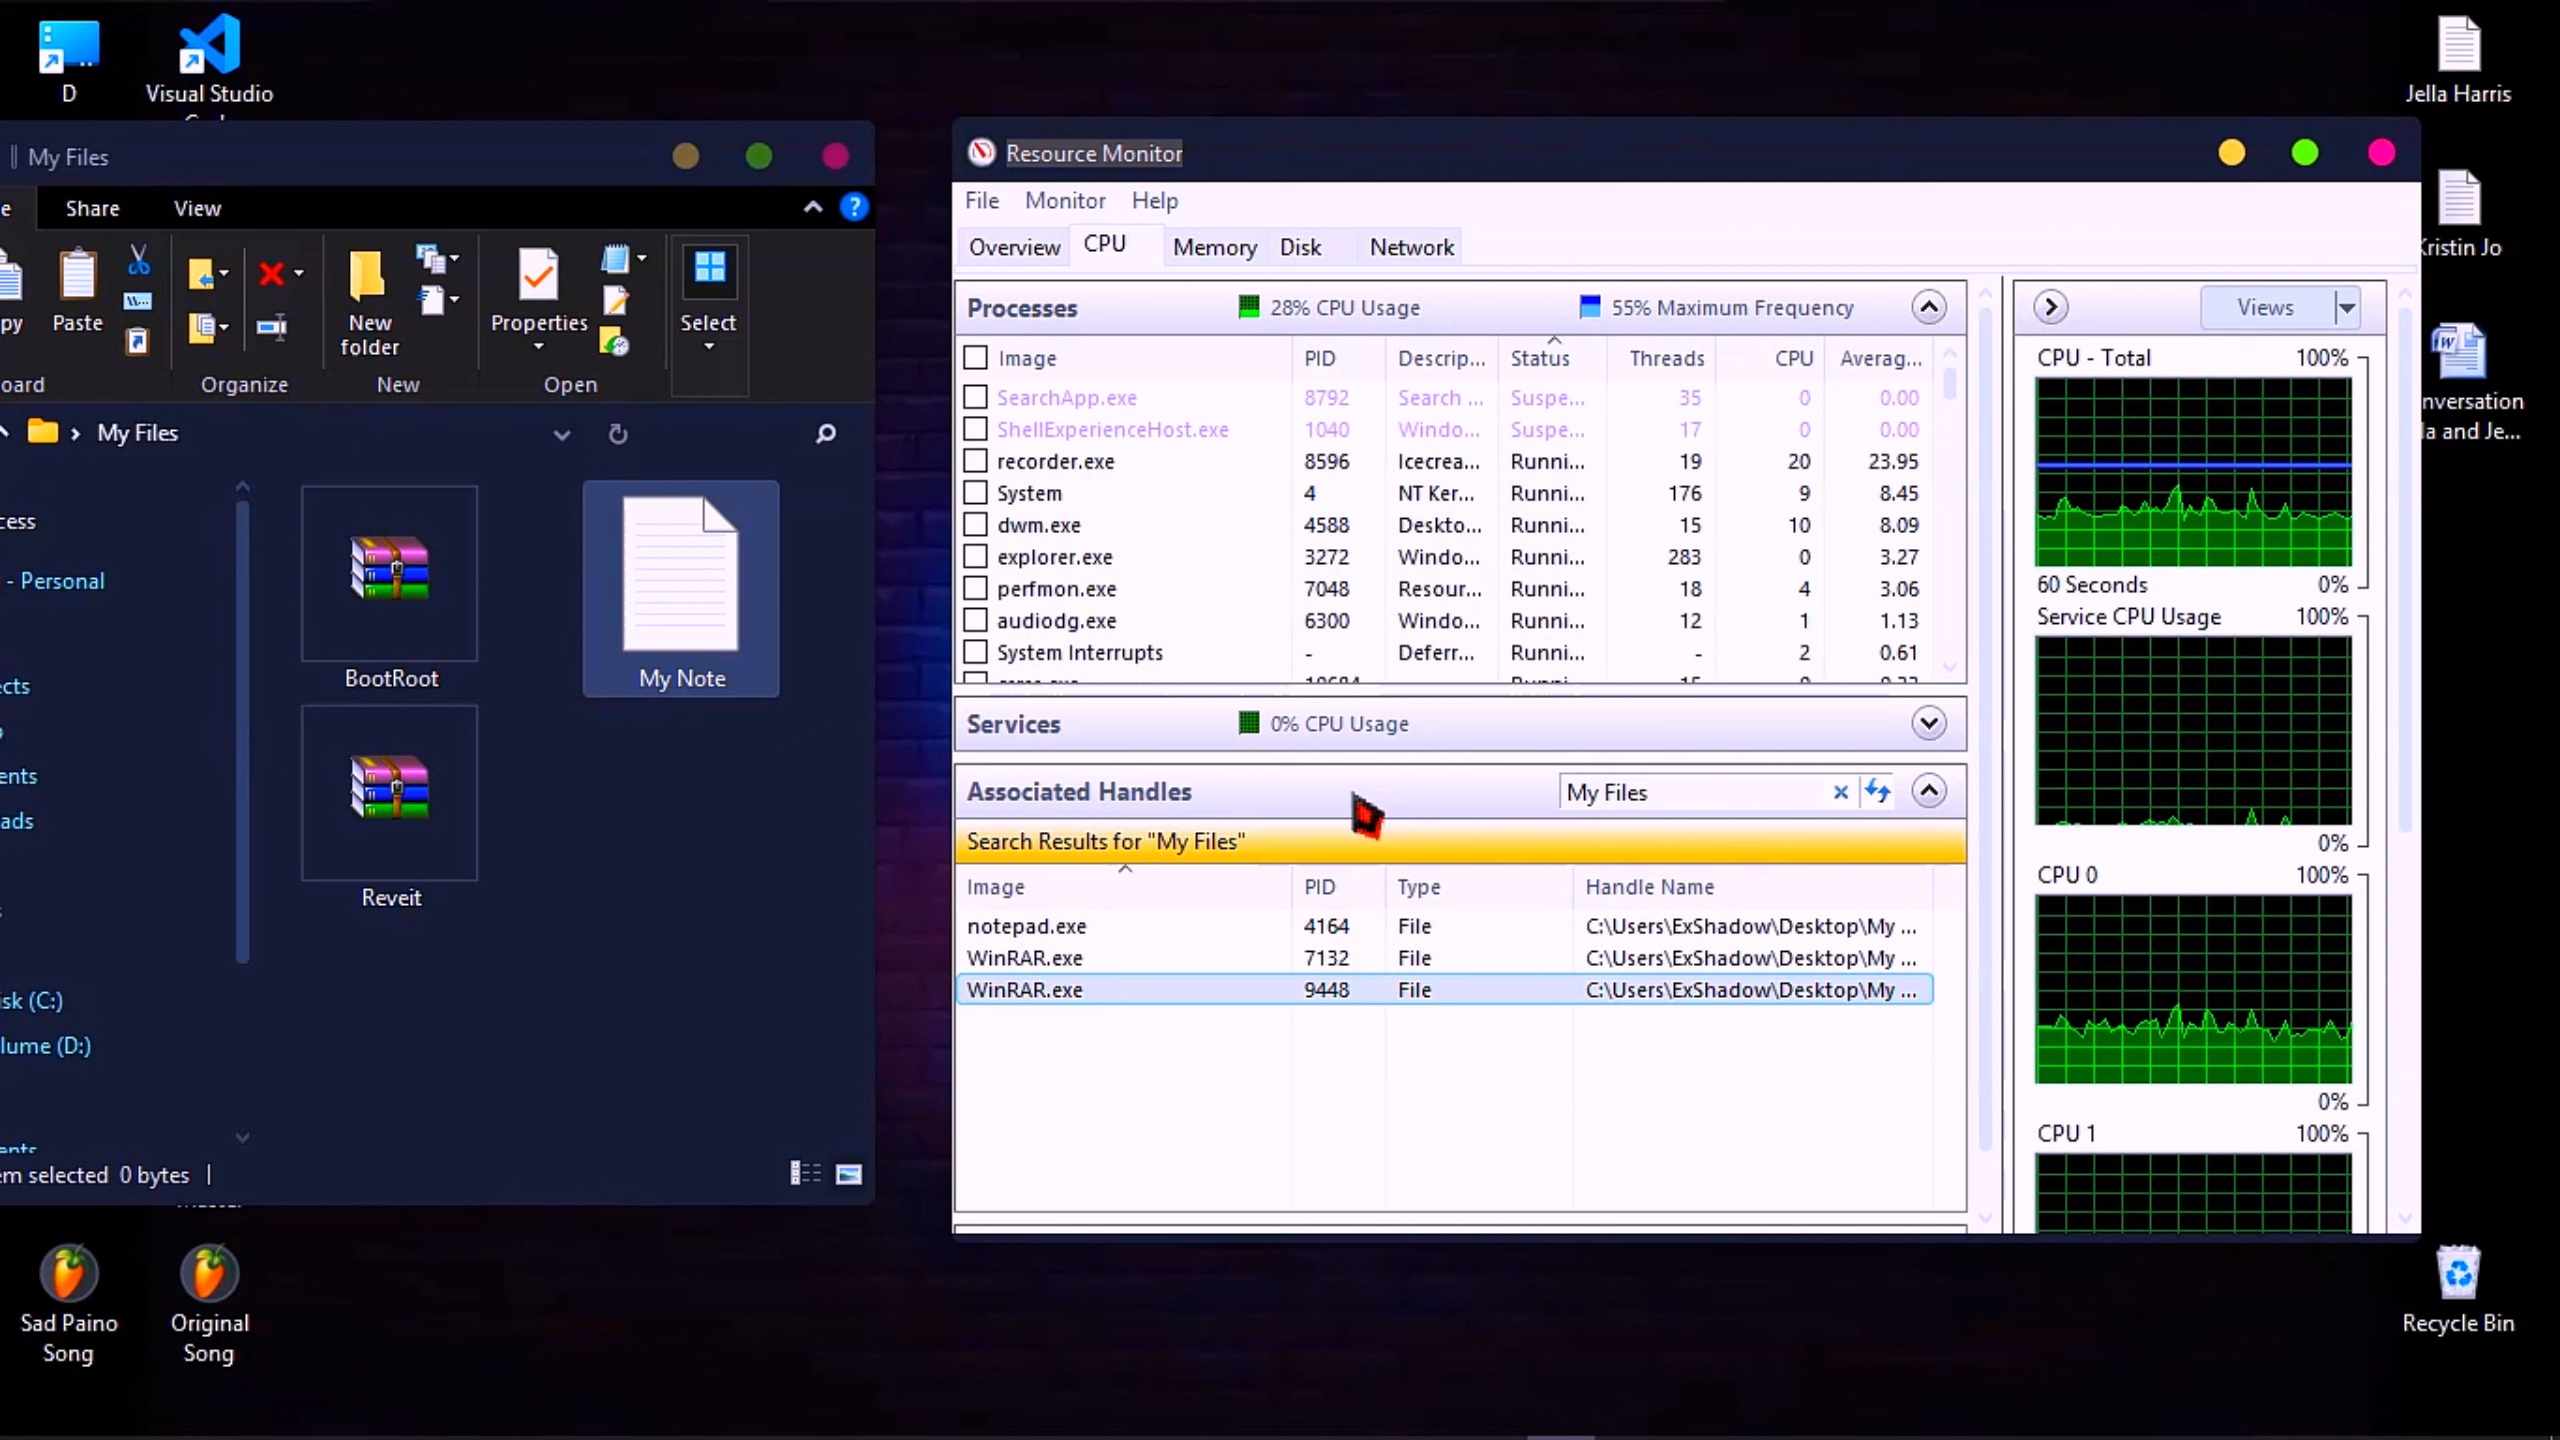 D
Visual Studio
My Files
Share
View
Paste
New
folder
Properties
Select
Organize
New
Open
My Files
- Personal
BootRoot
My Note
Reveit
0 bytes
Sad Paino
Song
Original
Song
Resource Monitor
File Monitor Help
Overview CPU Memory Disk Network
Processes 28% CPU Usage 55% Maximum Frequency
Image PID Descrip... Status Threads CPU Averag...
SearchApp.exe 8792 Search ... Suspe... 35 0 0.00
ShellExperienceHost.exe 1040 Windo... Suspe... 17 0 0.00
recorder.exe 8596 Icecrea... Runni... 19 20 23.95
System 4 NT Ker... Runni... 176 9 8.45
dwm.exe 4588 Deskto... Runni... 15 10 8.09
explorer.exe 3272 Windo... Runni... 283 0 3.27
perfmon.exe 7048 Resour... Runni... 18 4 3.06
audiodg.exe 6300 Windo... Runni... 12 1 1.13
System Interrupts - Deferr... Runni... - 2 0.61
Services 0% CPU Usage
Associated Handles My Files
Search Results for "My Files"
Image PID Type Handle Name
notepad.exe 4164 File C:\Users\ExShadow\Desktop\My ...
WinRAR.exe 7132 File C:\Users\ExShadow\Desktop\My ...
WinRAR.exe 9448 File C:\Users\ExShadow\Desktop\My ...
Views
CPU - Total 100%
60 Seconds 0%
Service CPU Usage 100%
0%
CPU 0 100%
0%
CPU 1 100%
Jella Harris
Kristin Jo
nversation
la and Je...
Recycle Bin
(C:)
lume (D:)
em selected
ects
ents
ads
cess